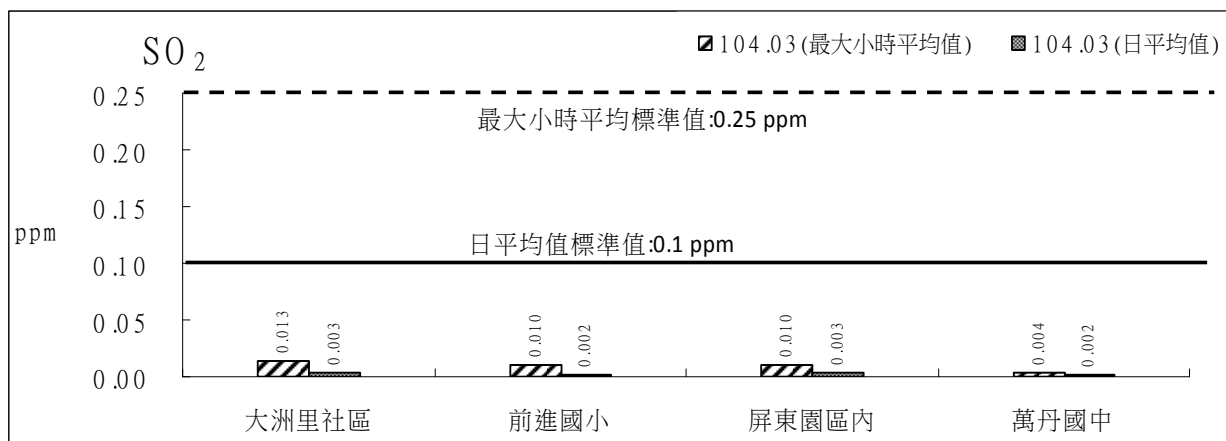 SO2
104.03(最大小時平均值) 104.03(日平均值)
0.25
最大小時平均標準值:0.25 ppm
0.20
0.15
ppm
日平均值標準值:0.1 ppm
0.10
0.05
0.00
0.013 0.003 0.010 0.002 0.010 0.003 0.004 0.002
大洲里社區 前進國小 屏東園區內 萬丹國中